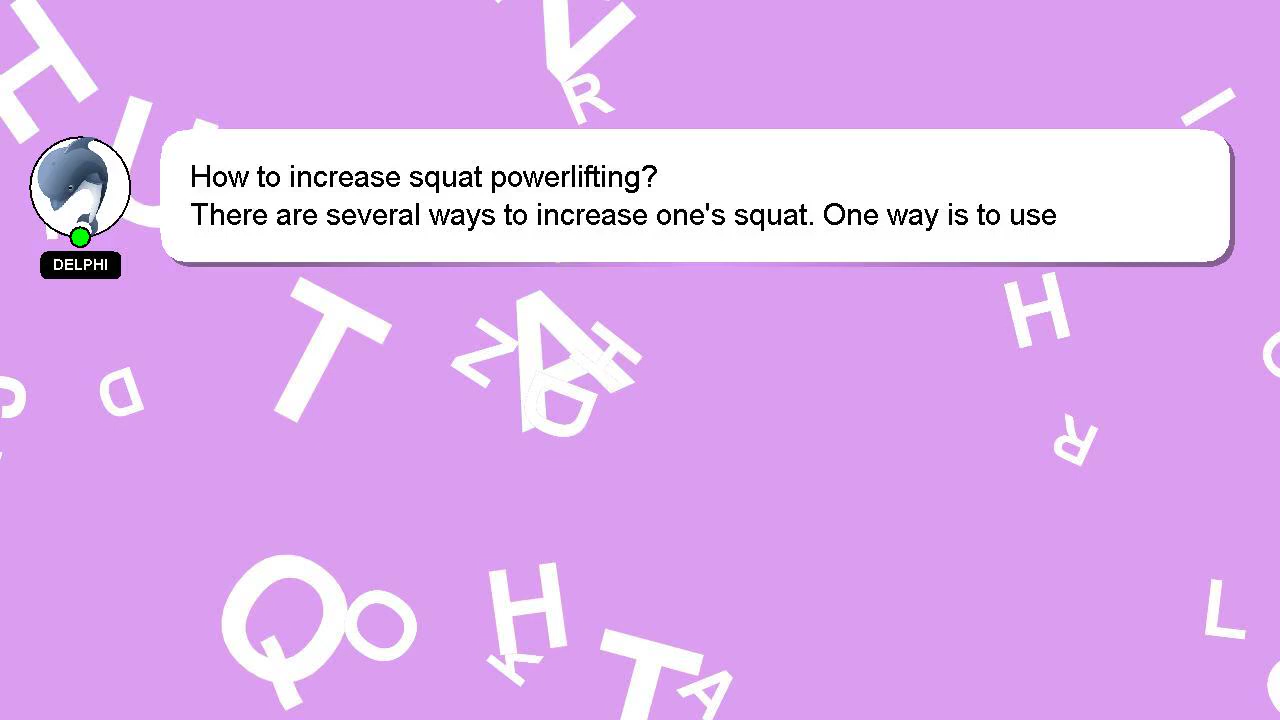 How to increase squat powerlifting?
There are several ways to increase one's squat. One way is to use
DELPHI